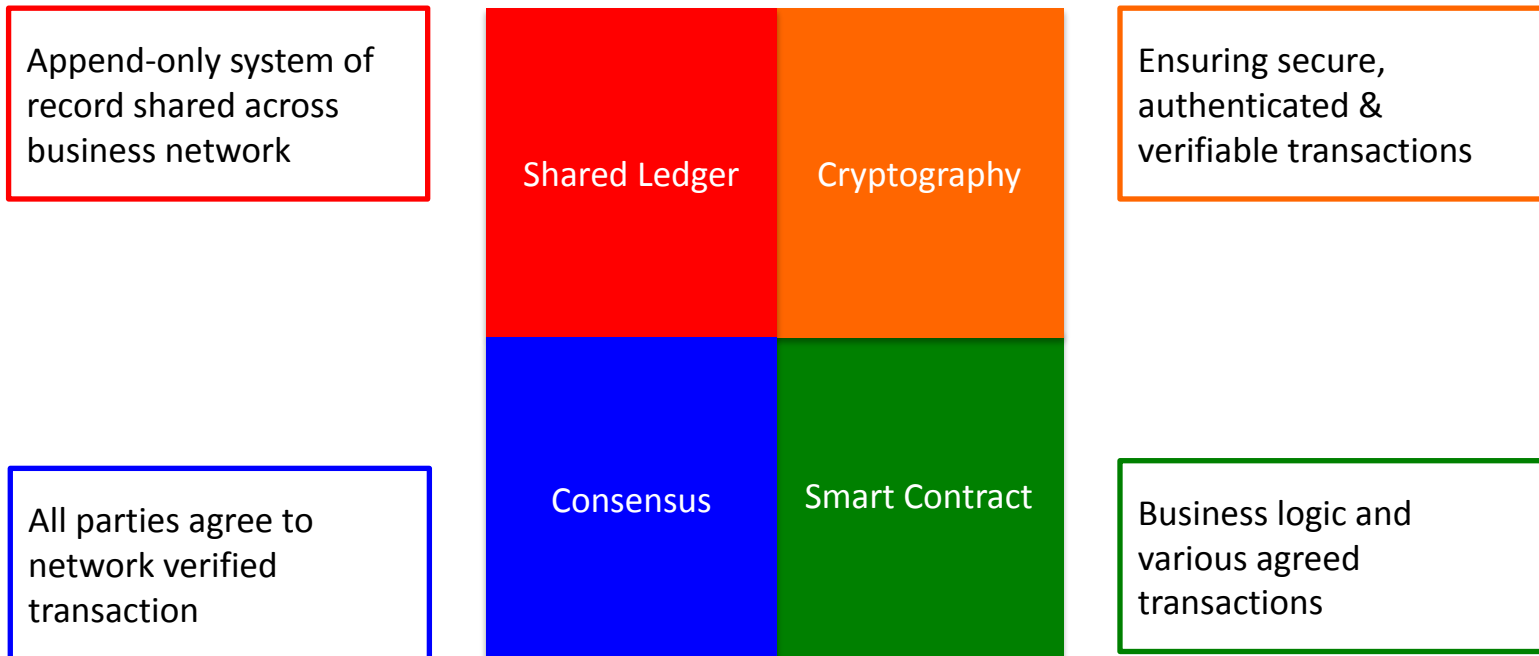 Append-only system of
record shared across
business network
Shared Ledger
Cryptography
Ensuring secure,
authenticated &
verifiable transactions
All parties agree to
network verified
transaction
Consensus
Smart Contract
Business logic and
various agreed
transactions